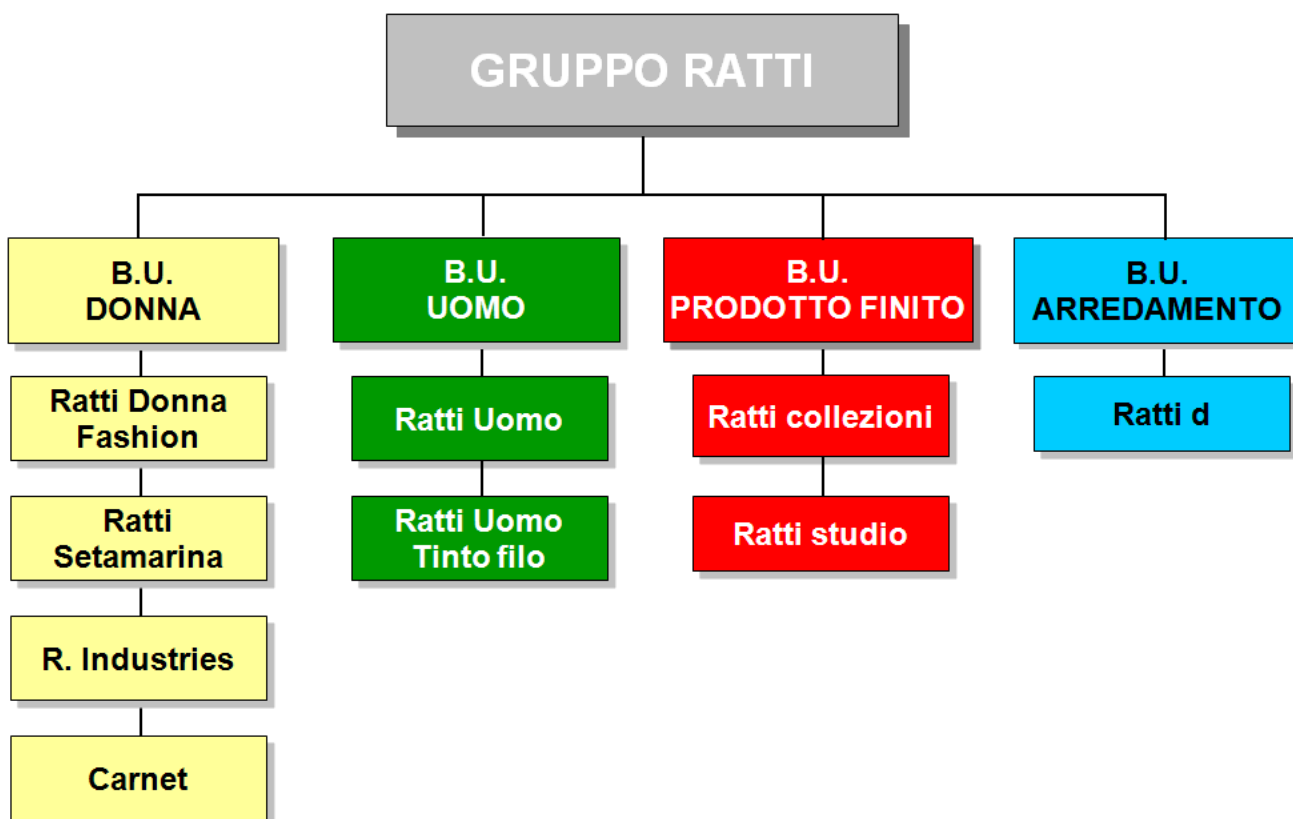 GRUPPO RATTI
B.U.
DONNA
B.U.
UOMO
B.U.
PRODOTTO FINITO
B.U.
ARREDAMENTO
Ratti Donna
Fashion
Ratti Uomo
Ratti collezioni
Ratti d
Ratti
Setamarina
Ratti Uomo
Tinto filo
Ratti studio
R. Industries
Carnet